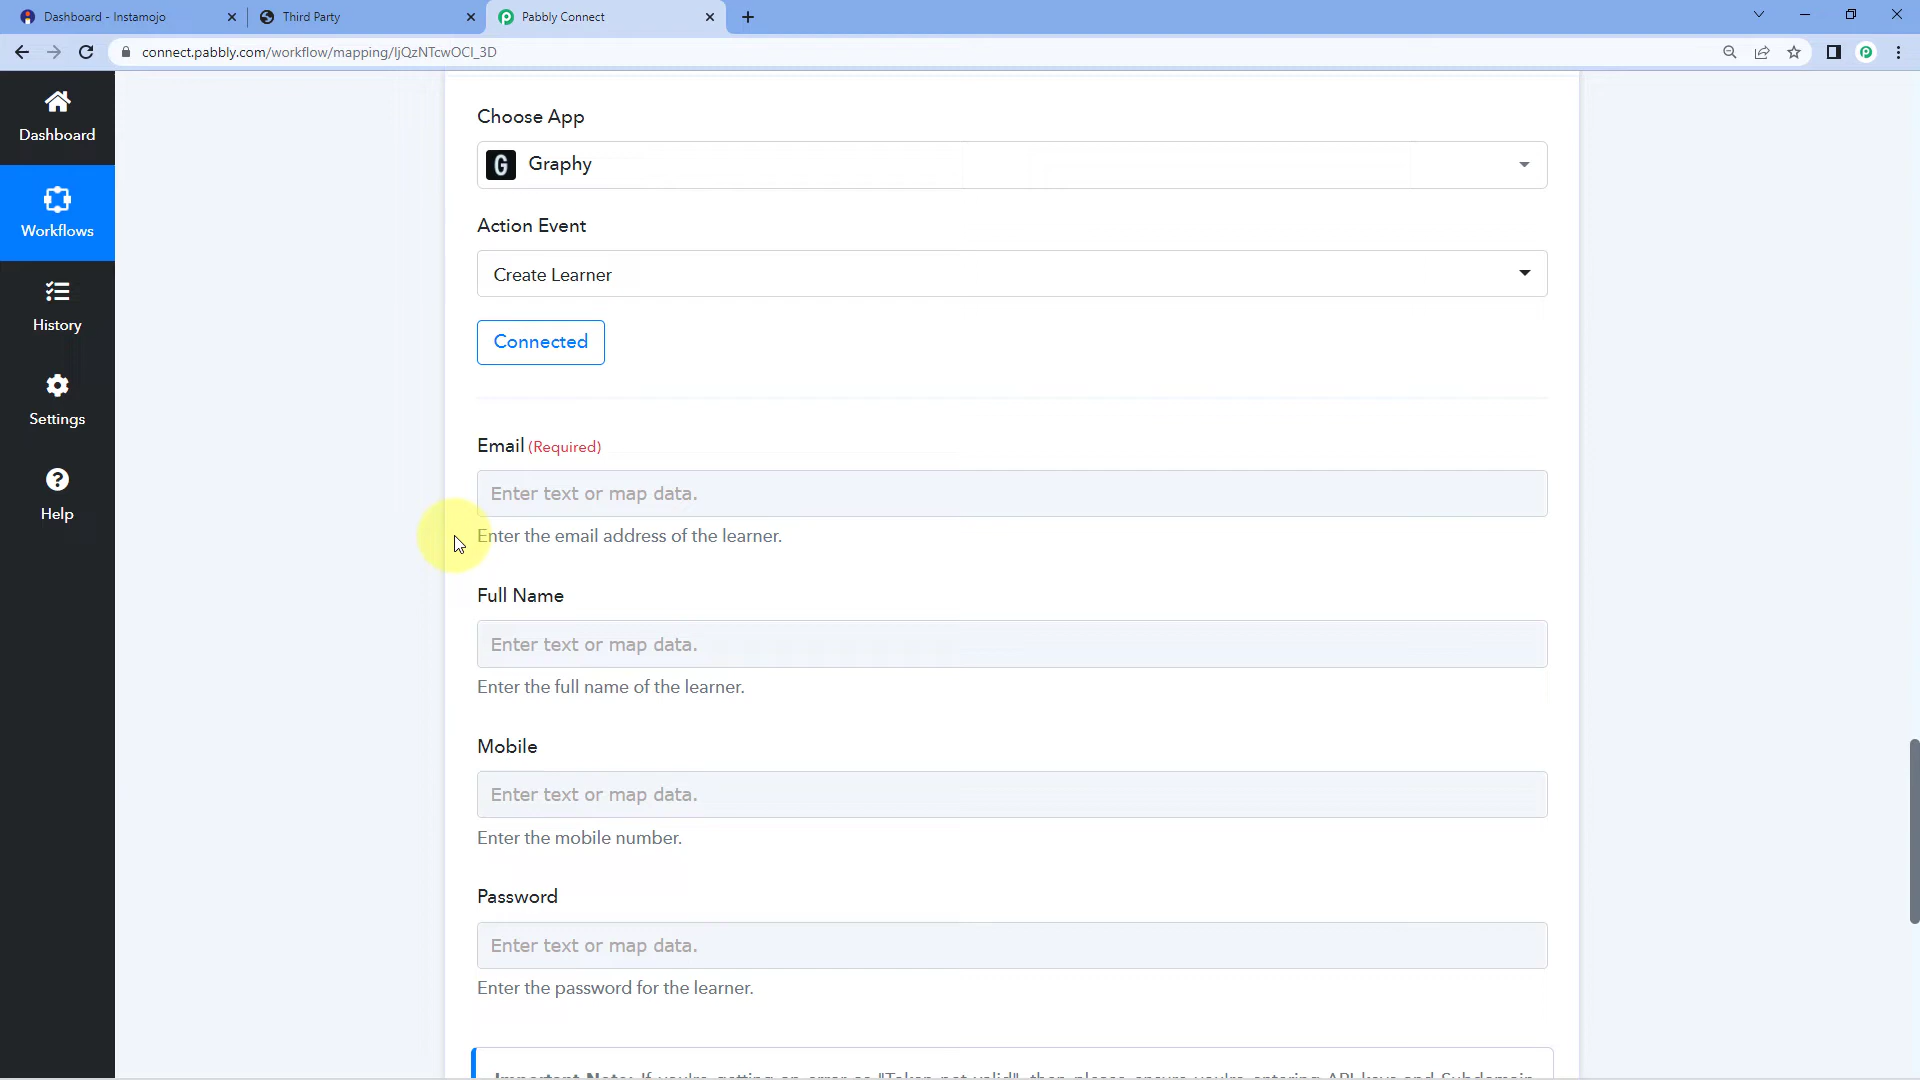 Dashboard - Instamojo
Third Party
Pabbly Connect
connect.pabbly.com/workflow/mapping/IjQzNTcwOCI_3D
Dashboard
Workflows
History
Settings
Help
Choose App
G Graphy
Action Event
Create Learner
Connected
Email (Required)
Enter text or map data.
Enter the email address of the learner.
Full Name
Enter text or map data.
Enter the full name of the learner.
Mobile
Enter text or map data.
Enter the mobile number.
Password
Enter text or map data.
Enter the password for the learner.
Important Note: If you're getting an error as "Token not valid", then please ensure you're entering API keys and Subdomain